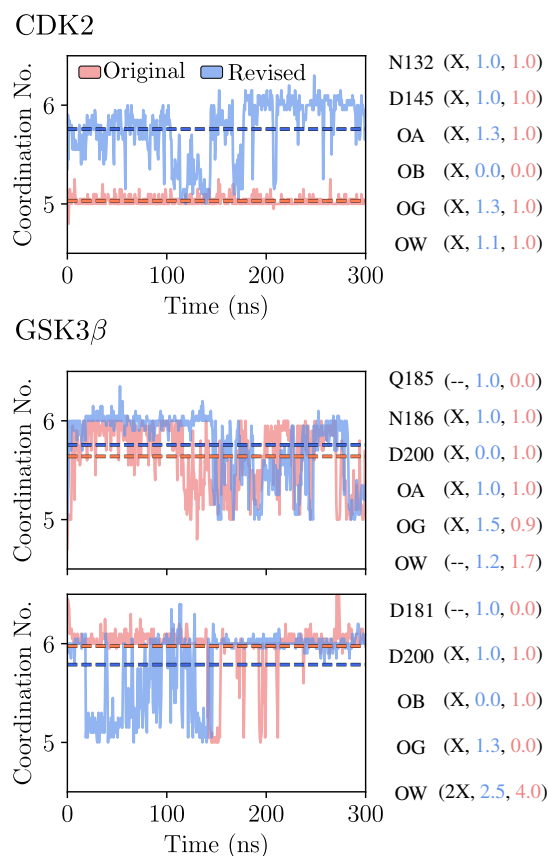 CDK2
Original Revised
Coordination No.
6
5
0 100 200 300
Time (ns)
N132 (X, 1.0, 1.0)
D145 (X, 1.0, 1.0)
OA (X, 1.3, 1.0)
OB (X, 0.0, 0.0)
OG (X, 1.3, 1.0)
OW (X, 1.1, 1.0)
GSK3β
Coordination No.
6
5
Q185 (--, 1.0, 0.0)
N186 (X, 1.0, 1.0)
D200 (X, 0.0, 1.0)
OA (X, 1.0, 1.0)
OG (X, 1.5, 0.9)
OW (--, 1.2, 1.7)
Coordination No.
6
5
0 100 200 300
Time (ns)
D181 (--, 1.0, 0.0)
D200 (X, 1.0, 1.0)
OB (X, 0.0, 1.0)
OG (X, 1.3, 0.0)
OW (2X, 2.5, 4.0)